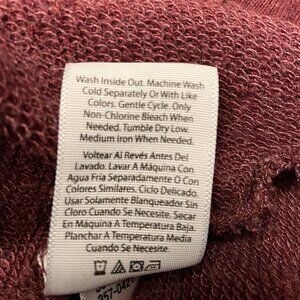 Wash Inside Out. Machine Wash
Cold Separately Or With Like
Colors. Gentle Cycle. Only
Non-Chlorine Bleach When
Needed. Tumble Dry Low.
Medium Iron When Needed.
Voltear Al Revés Antes Del
Lavado. Lavar A Máquina Con
Agua Fría Separadamente O Con
Colores Similares. Ciclo Delicado.
Usar Solamente Blanqueador Sin
Cloro Cuando Se Necesite. Secar
En Máquina A Temperatura Baja.
Planchar A Temperatura Media
Cuando Se Necesite.